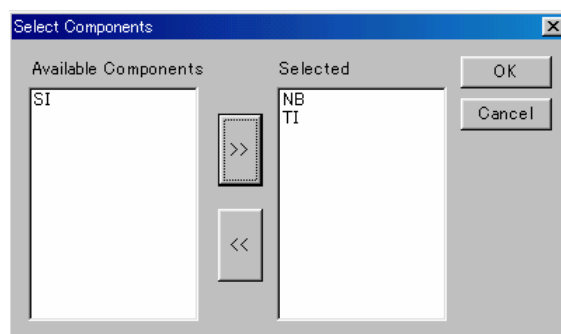 Select Components
Available Components
Selected
SI
NB
TI
>>
<<
OK
Cancel